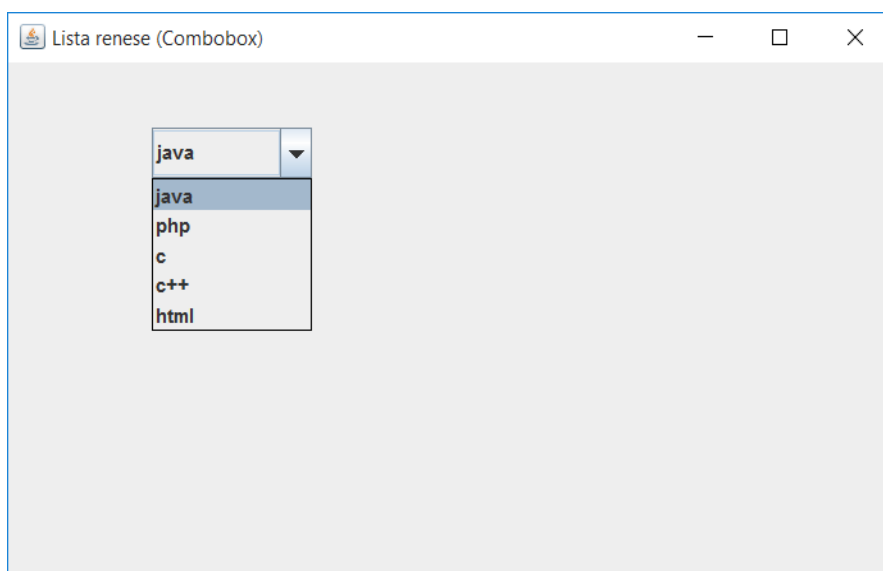 Lista renese (Combobox)
java
java
php
c
c++
html